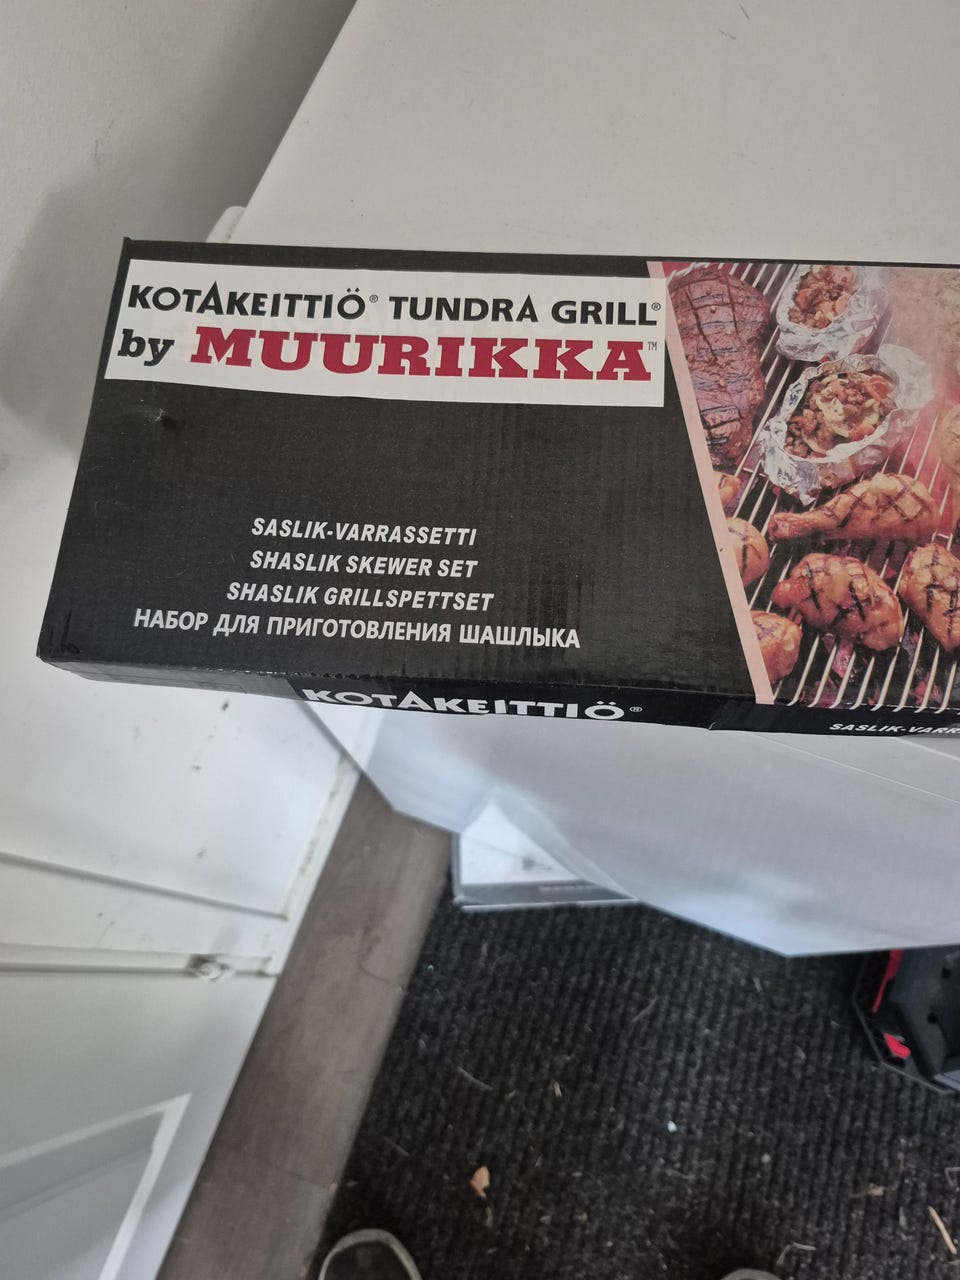 KOTAKEITTIÖ® TUNDRA GRILL®
by MUURIKKA™
SASLIK-VARRASSETTI
SHASLIK SKEWER SET
SHASLIK GRILLSPETTSET
НАБОР ДЛЯ ПРИГОТОВЛЕНИЯ ШАШЛЫКА
KOTAKEITTIÖ®